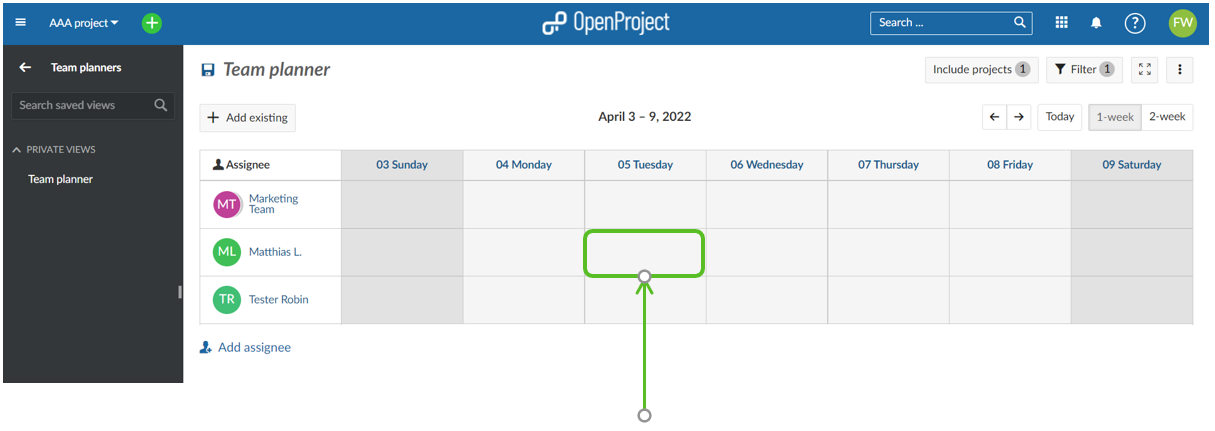 AAA project
OpenProject
Search ...
?
FW
Team planners
Search saved views
PRIVATE VIEWS
Team planner
Team planner
Include projects 1
Filter 1
Add existing
April 3 – 9, 2022
Today
1-week
2-week
Assignee
03 Sunday
04 Monday
05 Tuesday
06 Wednesday
07 Thursday
08 Friday
09 Saturday
MT
Marketing
Team
ML
Matthias L.
TR
Tester Robin
Add assignee